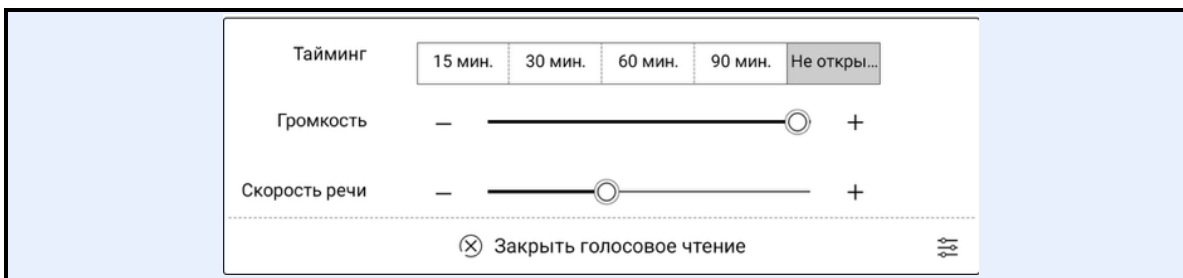 Тайминг 15 мин. 30 мин. 60 мин. 90 мин. Не откры...
Громкость − +
Скорость речи − +
Закрыть голосовое чтение